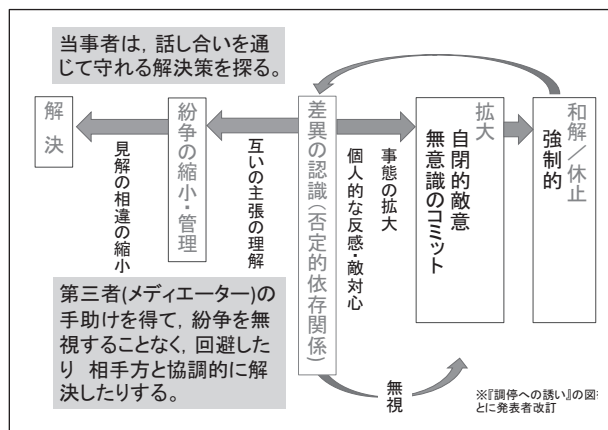 当事者は，話し合いを通
じて守れる解決策を探る。
解決
見解の相違の縮小
紛争の縮小・管理
互いの主張の理解
差異の認識（否定的依存関係）
個人的な反感・敵対心
事態の拡大
拡大
自閉的敵意
無意識のコミット
和解／休止
強制的
第三者(メディエーター)の
手助けを得て，紛争を無
視することなく，回避した
り 相手方と協調的に解
決したりする。
無視
※『調停への誘い』の図
とに発表者改訂